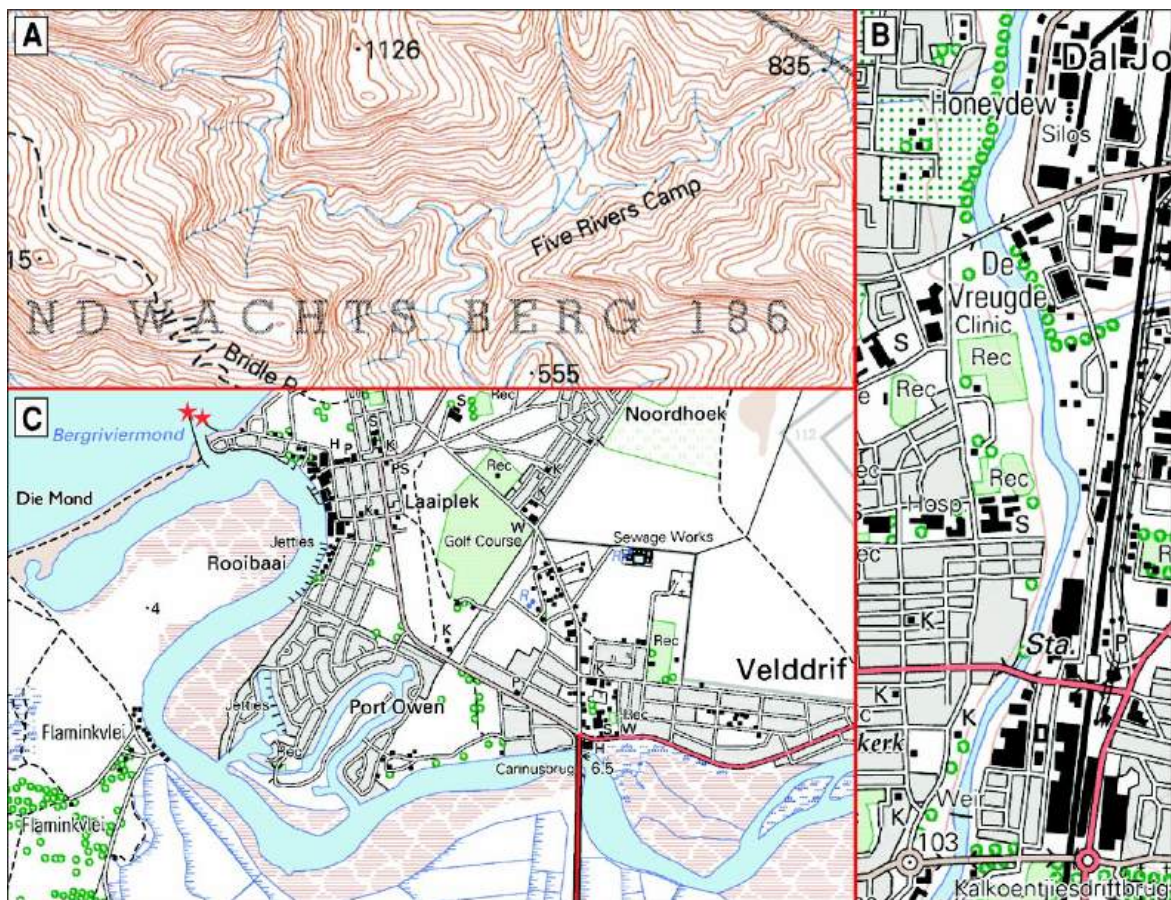 A
1126
835
Five Rivers Camp
15
NDWACHTS BERG 186
Bridle P
555
B
Dal Jo
Honeydew
Silos
De
Vreugde
Clinic
S
Rec
Rec
Rec
Hosp
S
K
Sta.
P
K
K
kerk
Weir
K
103
Kalkoentjiesdriftbrug
C
Bergriviermond
Die Mond
H
P
S
K
S
Rec
PS
Laaiplek
K
Noordhoek
112
Rec
K
K
W
Golf Course
Sewage Works
Jetties
Rooibaai
4
R
K
Rec
K
Velddrif
P
Jetties
Port Owen
Rec
Rec
S
W
H
Carinusbrug
6.5
Flaminkvlei
Flaminkvlei